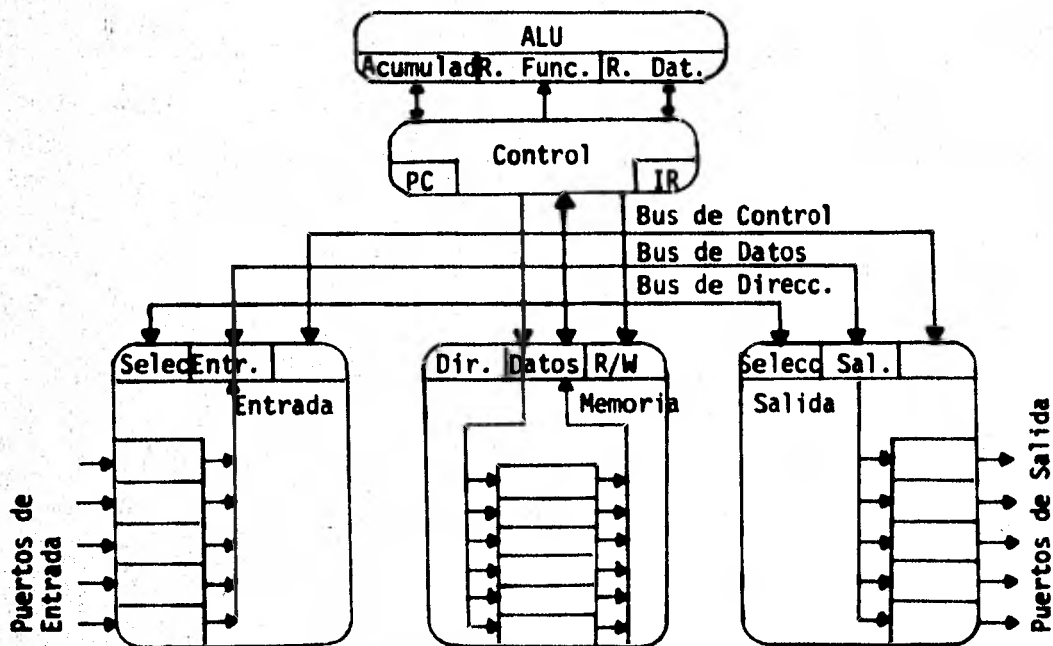 ALU
Acumulad R. Func. R. Dat.
Control
PC IR
Bus de Control
Bus de Datos
Bus de Direcc.
Selec Entr.
Dir. Datos R/W
Selecc Sal.
Entrada
Memoria
Salida
Puertos de
Entrada
Puertos de Salida